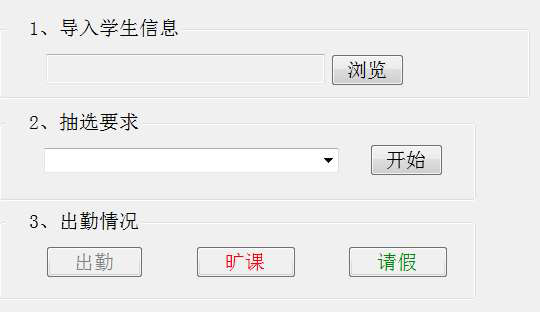 1、导入学生信息
浏览
2、抽选要求
开始
3、出勤情况
出勤 旷课 请假